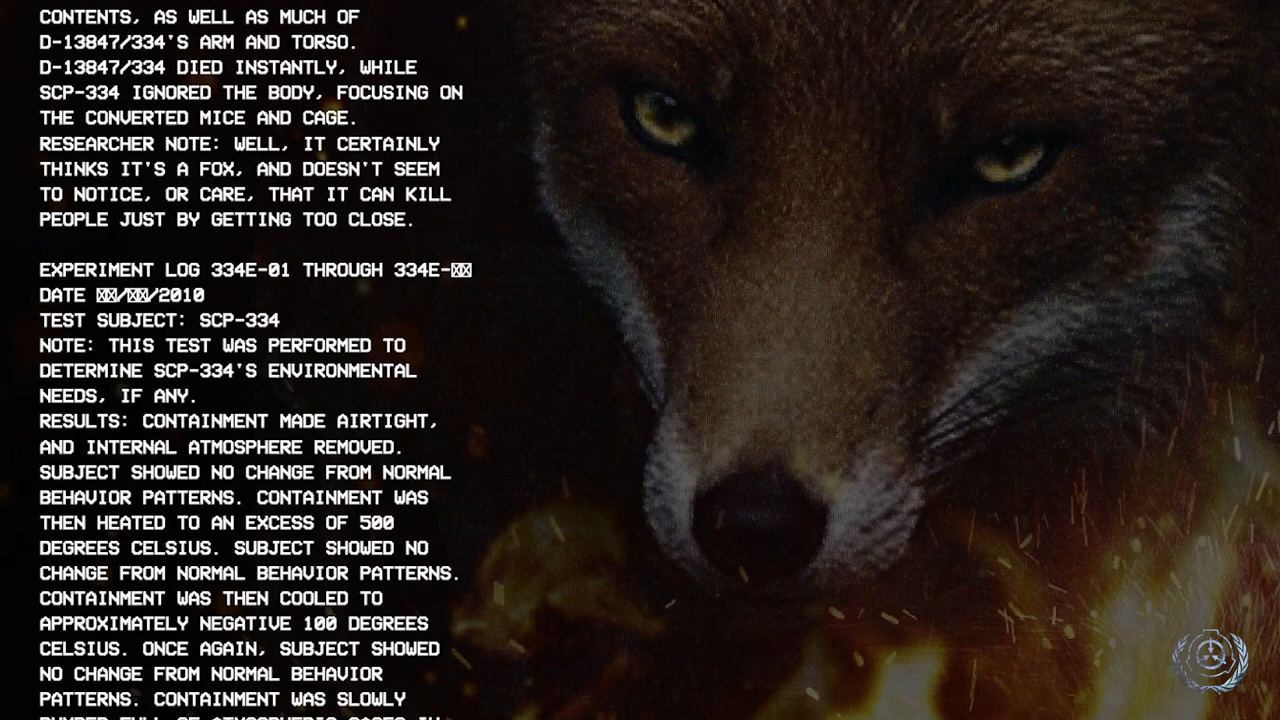 CONTENTS, AS WELL AS MUCH OF
D-13847/334'S ARM AND TORSO.
D-13847/334 DIED INSTANTLY, WHILE
SCP-334 IGNORED THE BODY, FOCUSING ON
THE CONVERTED MICE AND CAGE.
RESEARCHER NOTE: WELL, IT CERTAINLY
THINKS IT'S A FOX, AND DOESN'T SEEM
TO NOTICE, OR CARE, THAT IT CAN KILL
PEOPLE JUST BY GETTING TOO CLOSE.
EXPERIMENT LOG 334E-01 THROUGH 334E-☒☒
DATE ☒☒/☒☒/2010
TEST SUBJECT: SCP-334
NOTE: THIS TEST WAS PERFORMED TO
DETERMINE SCP-334'S ENVIRONMENTAL
NEEDS, IF ANY.
RESULTS: CONTAINMENT MADE AIRTIGHT,
AND INTERNAL ATMOSPHERE REMOVED.
SUBJECT SHOWED NO CHANGE FROM NORMAL
BEHAVIOR PATTERNS. CONTAINMENT WAS
THEN HEATED TO AN EXCESS OF 500
DEGREES CELSIUS. SUBJECT SHOWED NO
CHANGE FROM NORMAL BEHAVIOR PATTERNS.
CONTAINMENT WAS THEN COOLED TO
APPROXIMATELY NEGATIVE 100 DEGREES
CELSIUS. ONCE AGAIN, SUBJECT SHOWED
NO CHANGE FROM NORMAL BEHAVIOR
PATTERNS. CONTAINMENT WAS SLOWLY